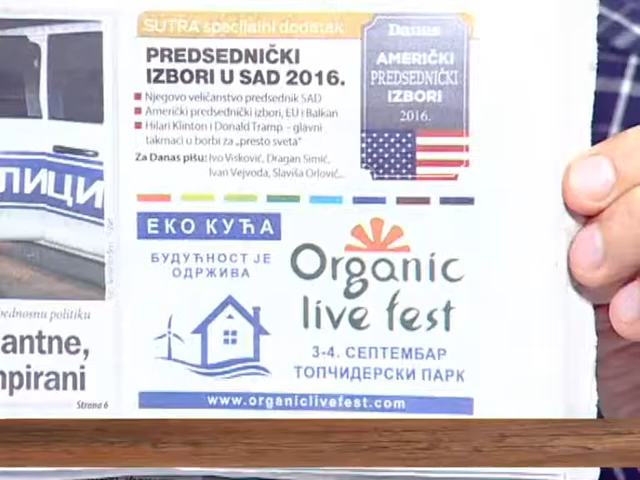 SUTRA specijalni dodatak
PREDSEDNIČKI
IZBORI U SAD 2016.
Njegovo veličanstvo predsednik SAD
Američki predsednički izbori, EU i Balkan
Hilari Klinton i Donald Tramp – glavni
takmaci u borbi za „presto sveta“
Za Danas pišu: Ivo Visković, Dragan Simić,
Ivan Vejvoda, Slaviša Orlović...
Danas
AMERIČKI
PREDSEDNIČKI
IZBORI
2016.
ЛИЦИ
bednosnu politiku
antne,
npirani
Strana 6
ЕКО КУЋА
БУДУЋНОСТ ЈЕ
ОДРЖИВА
Organic
live fest
3-4. СЕПТЕМБАР
ТОПЧИДЕРСКИ ПАРК
www.organiclivefest.com